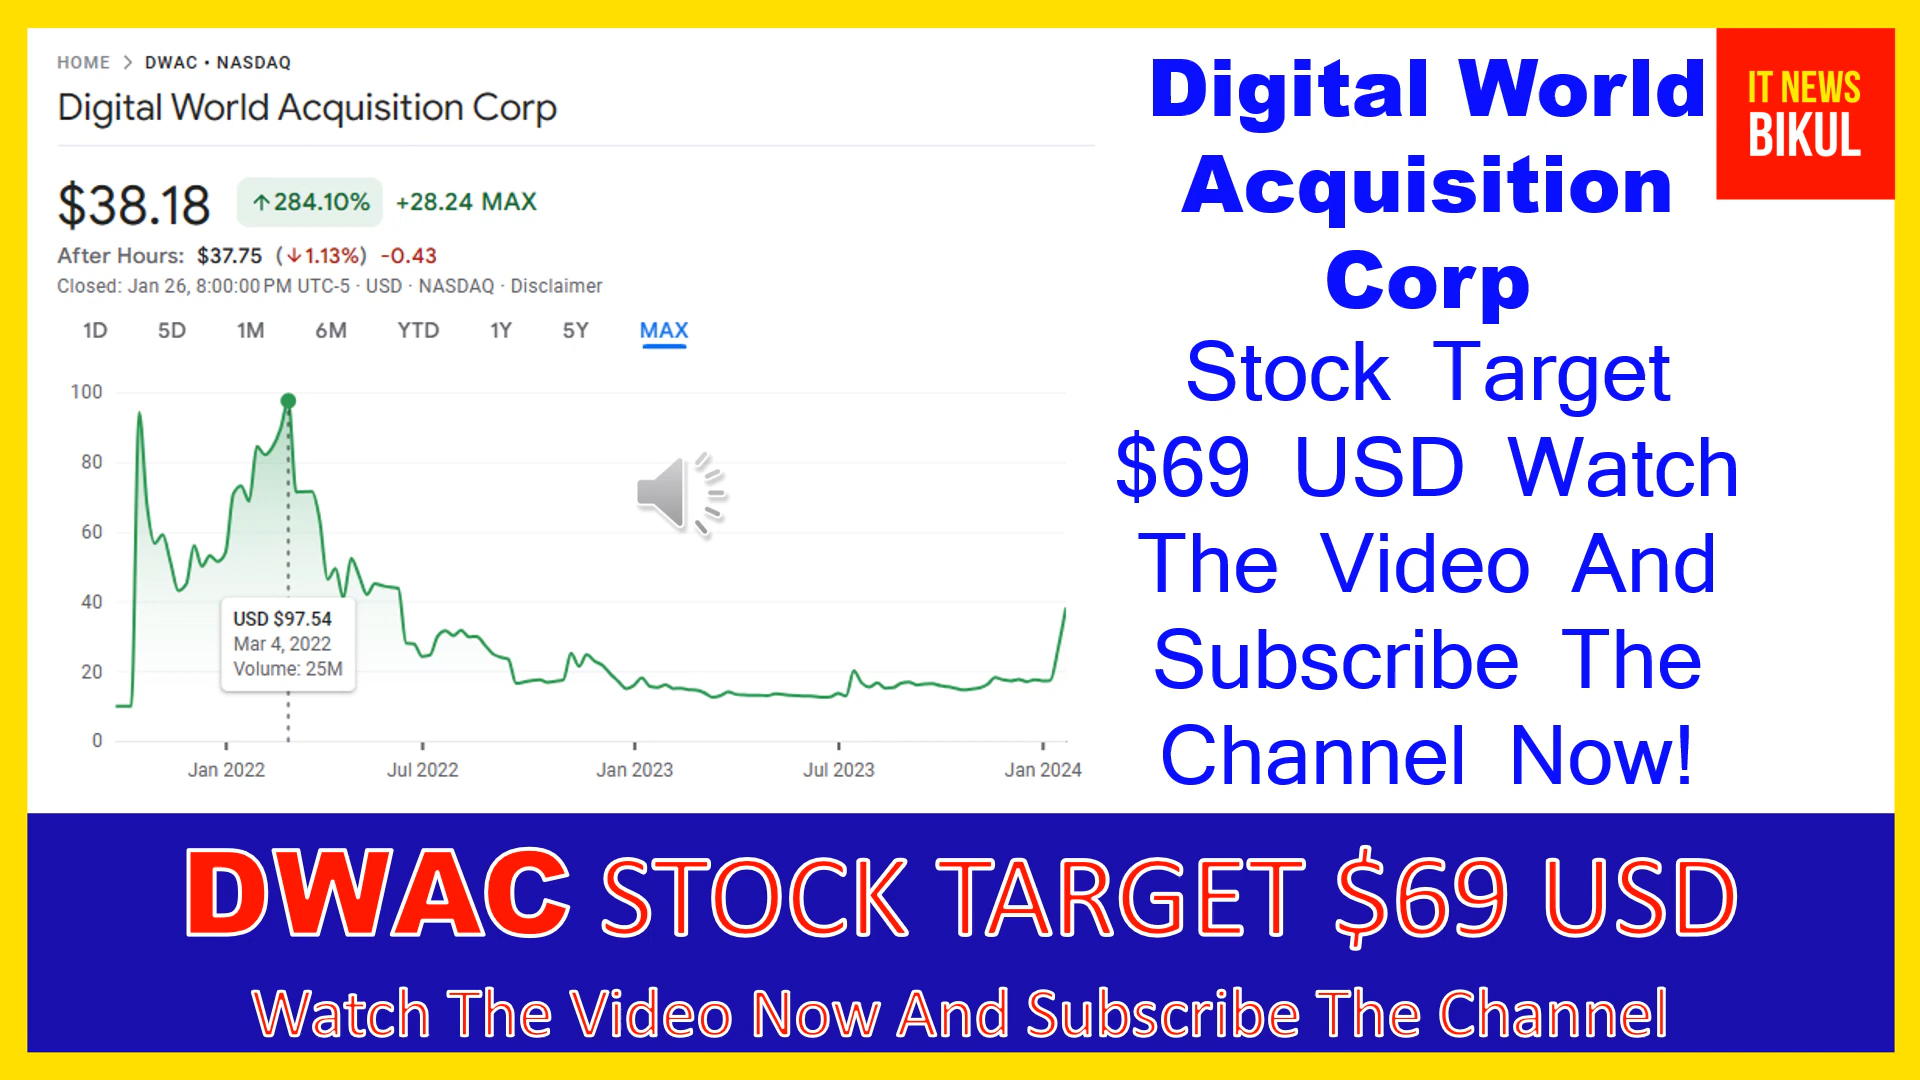 HOME > DWAC • NASDAQ
Digital World Acquisition Corp
$38.18 ↑284.10% +28.24 MAX
After Hours: $37.75 (↓1.13%) -0.43
Closed: Jan 26, 8:00:00 PM UTC-5 · USD · NASDAQ · Disclaimer
1D 5D 1M 6M YTD 1Y 5Y MAX
100
80
60
40
20
0
USD $97.54
Mar 4, 2022
Volume: 25M
Jan 2022 Jul 2022 Jan 2023 Jul 2023 Jan 2024
Digital World
Acquisition
Corp
Stock Target
$69 USD Watch
The Video And
Subscribe The
Channel Now!
IT NEWS
BIKUL
DWAC STOCK TARGET $69 USD
Watch The Video Now And Subscribe The Channel